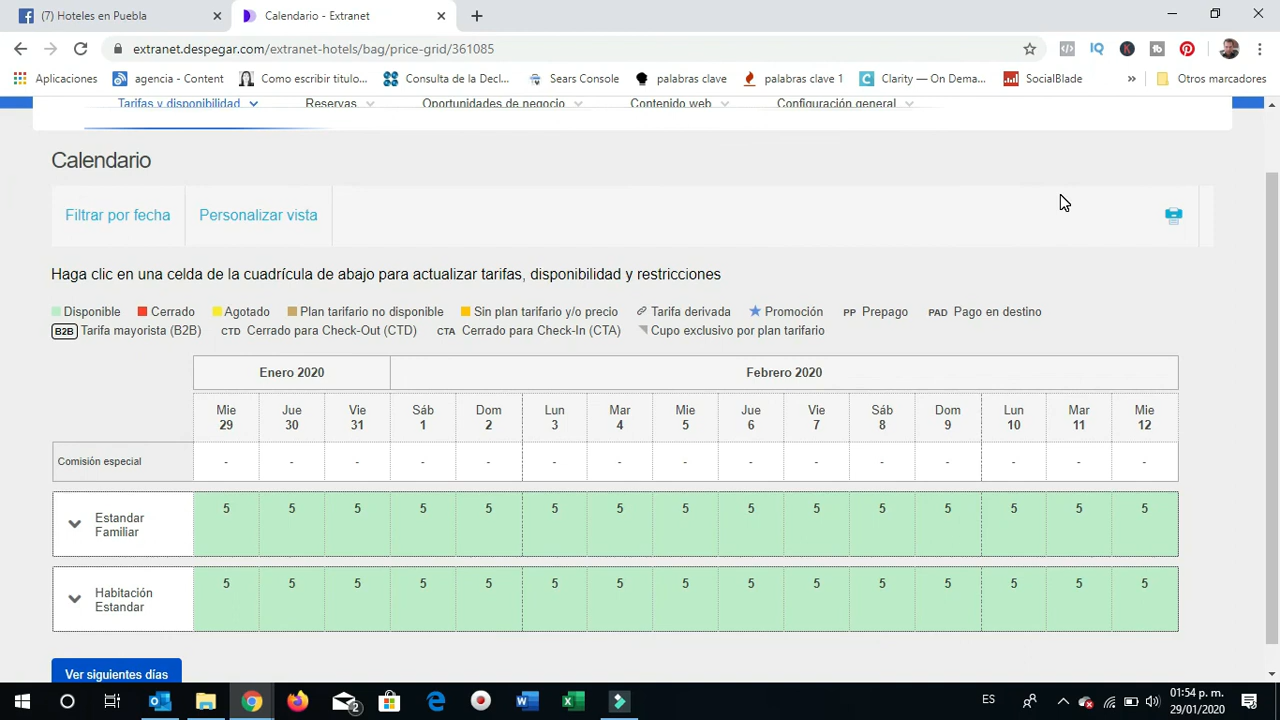 (7) Hoteles en Puebla
Calendario - Extranet
extranet.despegar.com/extranet-hotels/bag/price-grid/361085
Aplicaciones agencia - Content Como escribir titulo... Consulta de la Decl... Sears Console palabras clave palabras clave 1 Clarity — On Dema... SocialBlade » Otros marcadores
Tarifas y disponibilidad Reservas Oportunidades de negocio Contenido web Configuración general
Calendario
Filtrar por fecha Personalizar vista
Haga clic en una celda de la cuadrícula de abajo para actualizar tarifas, disponibilidad y restricciones
Disponible Cerrado Agotado Plan tarifario no disponible Sin plan tarifario y/o precio Tarifa derivada Promoción PP Prepago PAD Pago en destino
B2B Tarifa mayorista (B2B) CTD Cerrado para Check-Out (CTD) CTA Cerrado para Check-In (CTA) Cupo exclusivo por plan tarifario
Enero 2020 Febrero 2020
Mie Jue Vie Sáb Dom Lun Mar Mie Jue Vie Sáb Dom Lun Mar Mie
29 30 31 1 2 3 4 5 6 7 8 9 10 11 12
Comisión especial - - - - - - - - - - - - - - -
Estandar 5 5 5 5 5 5 5 5 5 5 5 5 5 5 5
Familiar
Habitación 5 5 5 5 5 5 5 5 5 5 5 5 5 5 5
Estandar
Ver siguientes días
2 ES 01:54 p. m.
29/01/2020